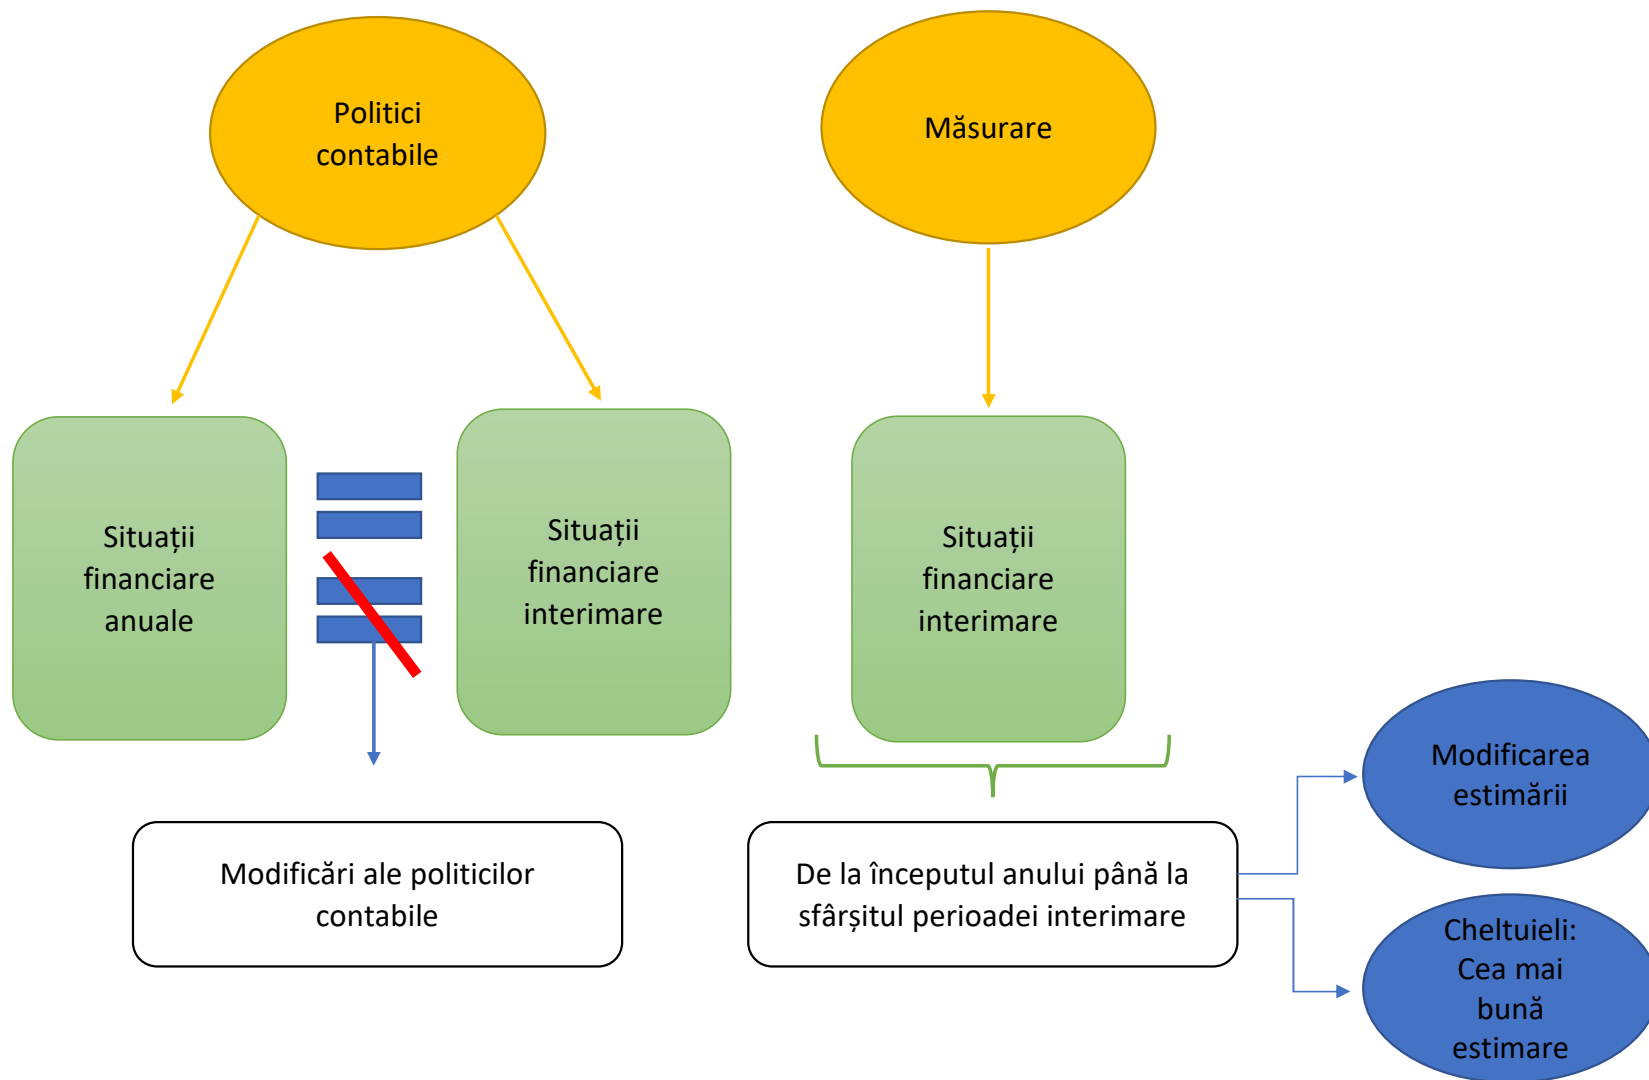 Politici
contabile
Măsurare
Situații
financiare
anuale
Situații
financiare
interimare
Situații
financiare
interimare
Modificări ale politicilor
contabile
De la începutul anului până la
sfârșitul perioadei interimare
Modificarea
estimării
Cheltuieli:
Cea mai
bună
estimare